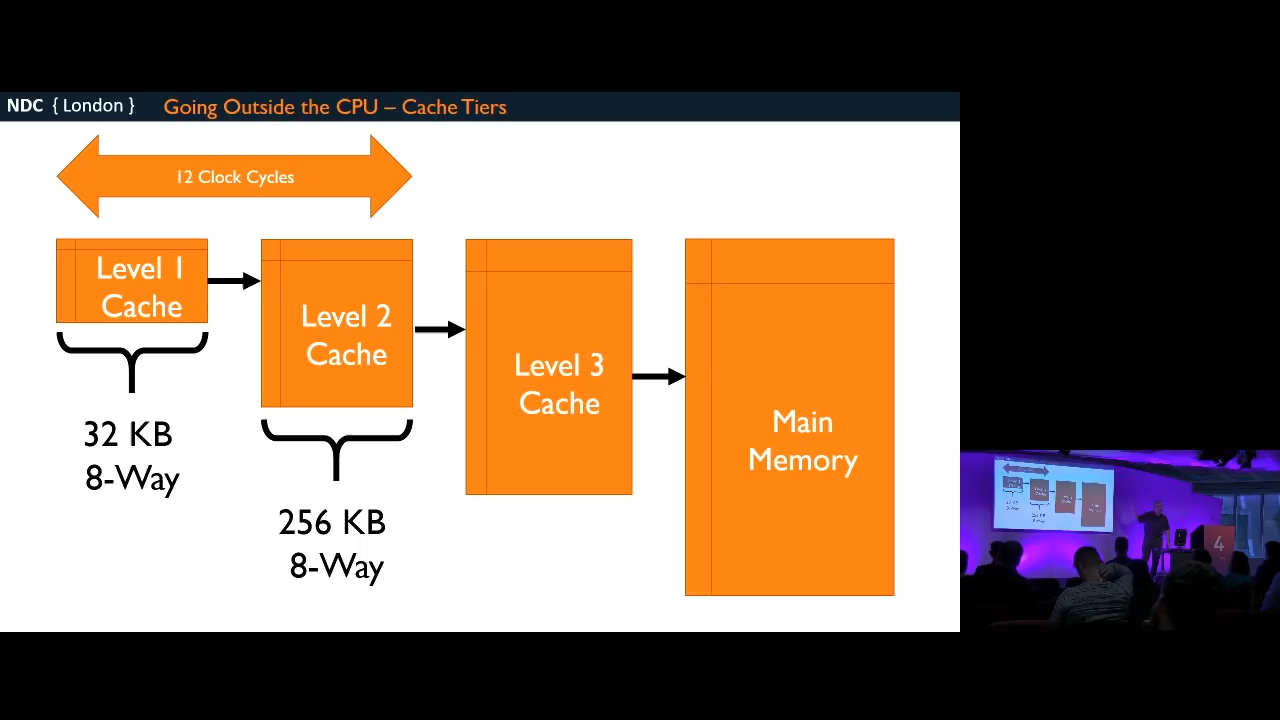 NDC { London }
Going Outside the CPU – Cache Tiers
12 Clock Cycles
Level 1
Cache
Level 2
Cache
Level 3
Cache
Main
Memory
32 KB
8-Way
256 KB
8-Way
4